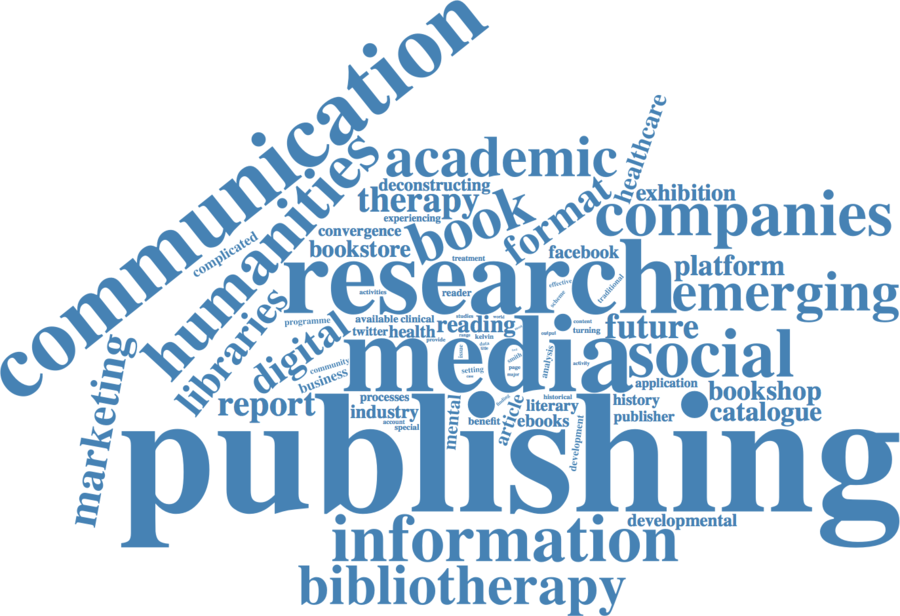 communication
healthcare
academic
humanities
deconstructing
exhibition
therapy
book
format
companies
experiencing
convergence
complicated
bookstore
facebook
treatment
research
platform
effective
traditional
scheme
activities
reader
emerging
libraries
programme
available
clinical
studies
content
future
twitter
health
reading
turning
digital
provide
kelvin
output
media
social
marketing
community
business
setting
smith
page
analysis
activity
application
bookshop
report
processes
historical
history
industry
mental
article
literary
publisher
catalogue
account
special
benefit
ebooks
development
publishing
developmental
information
bibliotherapy